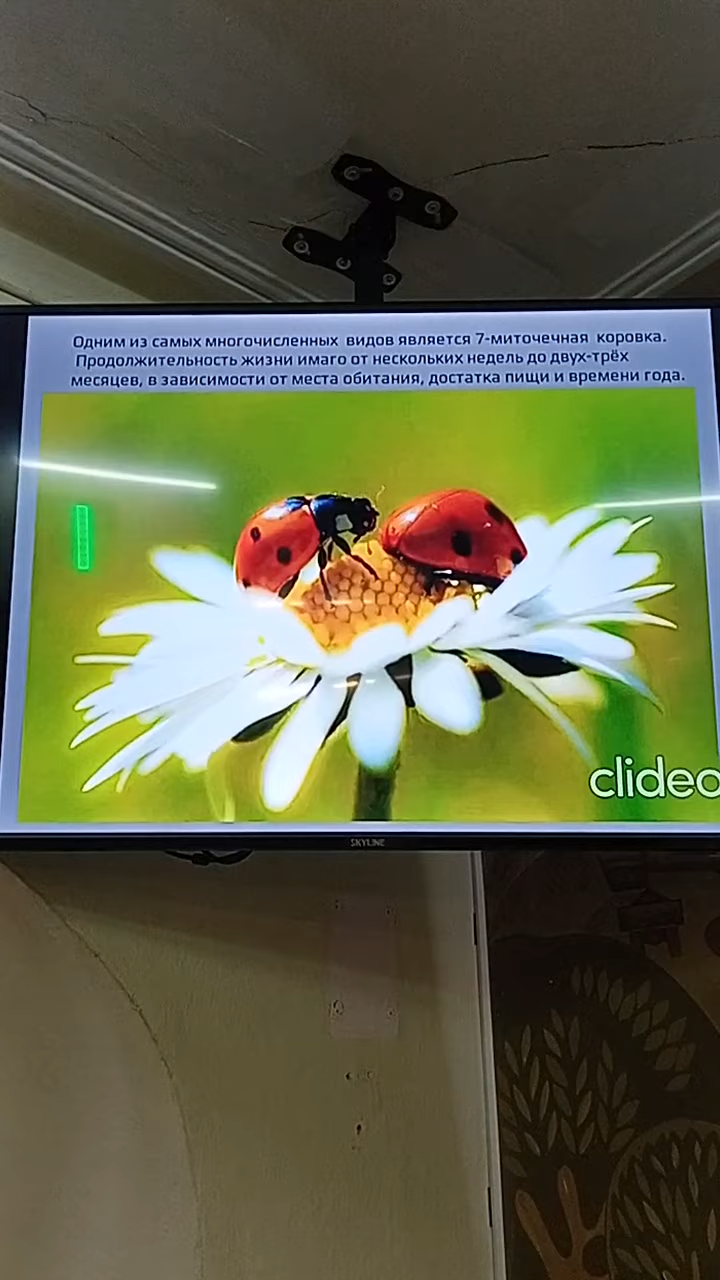 Одним из самых многочисленных видов является 7-миточечная коровка.
Продолжительность жизни имаго от нескольких недель до двух-трёх
месяцев, в зависимости от места обитания, достатка пищи и времени года.
clideo
SKYLINE